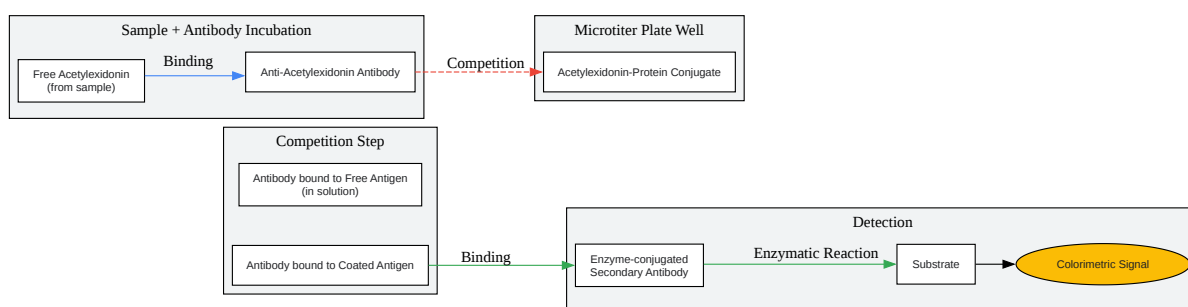 Sample + Antibody Incubation
Free Acetylexidonin
(from sample)
Binding
Anti-Acetylexidonin Antibody
Competition
Microtiter Plate Well
Acetylexidonin-Protein Conjugate
Competition Step
Antibody bound to Free Antigen
(in solution)
Antibody bound to Coated Antigen
Binding
Detection
Enzyme-conjugated
Secondary Antibody
Enzymatic Reaction
Substrate
Colorimetric Signal